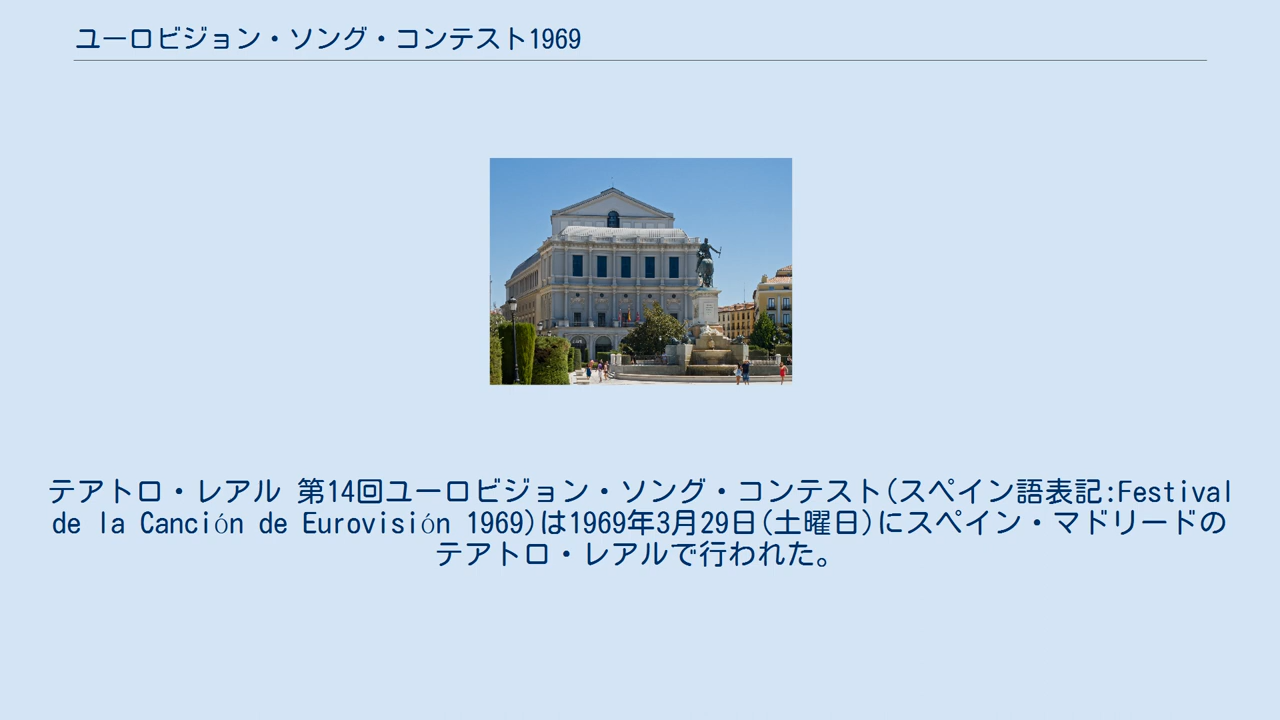 ユーロビジョン・ソング・コンテスト1969
テアトロ・レアル 第14回ユーロビジョン・ソング・コンテスト(スペイン語表記:Festival
de la Canción de Eurovisión 1969)は1969年3月29日(土曜日)にスペイン・マドリードの
テアトロ・レアルで行われた。